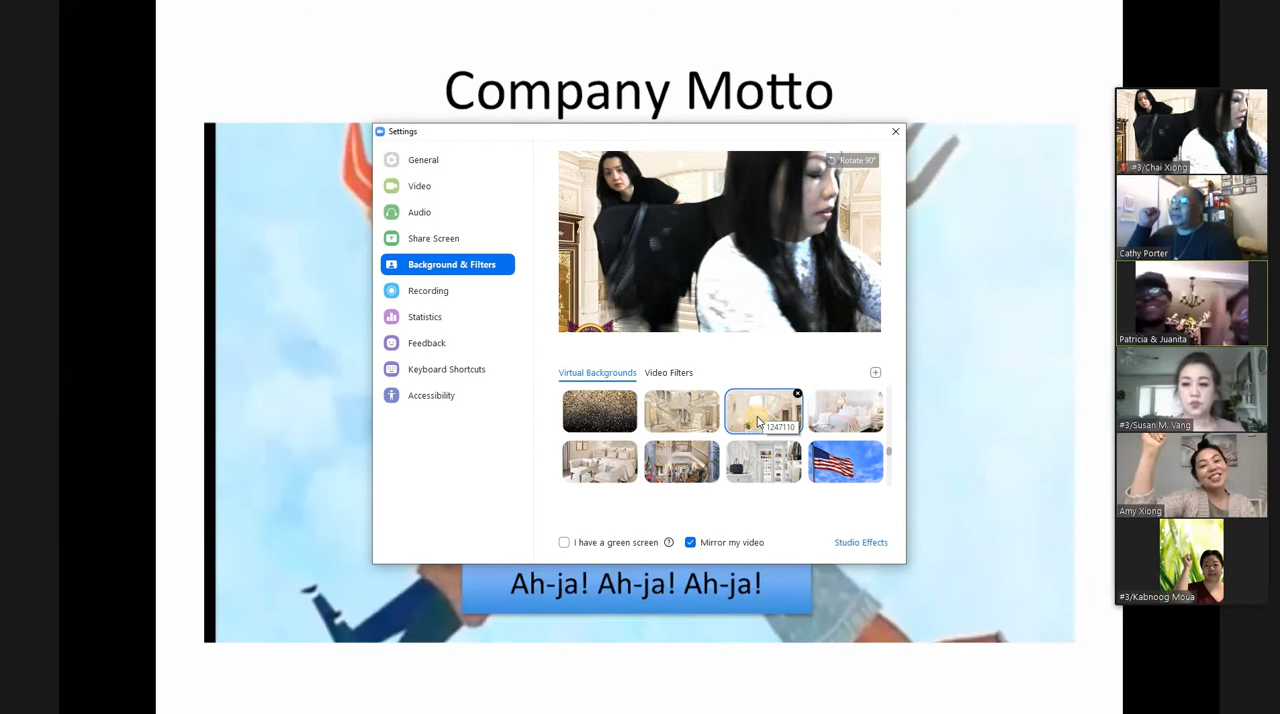 Company Motto
Settings
General
Video
Audio
Share Screen
Background & Filters
Recording
Statistics
Feedback
Keyboard Shortcuts
Accessibility
Rotate 90°
Virtual Backgrounds
Video Filters
1247110
I have a green screen
Mirror my video
Studio Effects
Ah-ja! Ah-ja! Ah-ja!
#3/Chai Xiong
Cathy Porter
Patricia & Juanita
#3/Susan M. Vang
Amy Xiong
#3/Kabnoog Moua